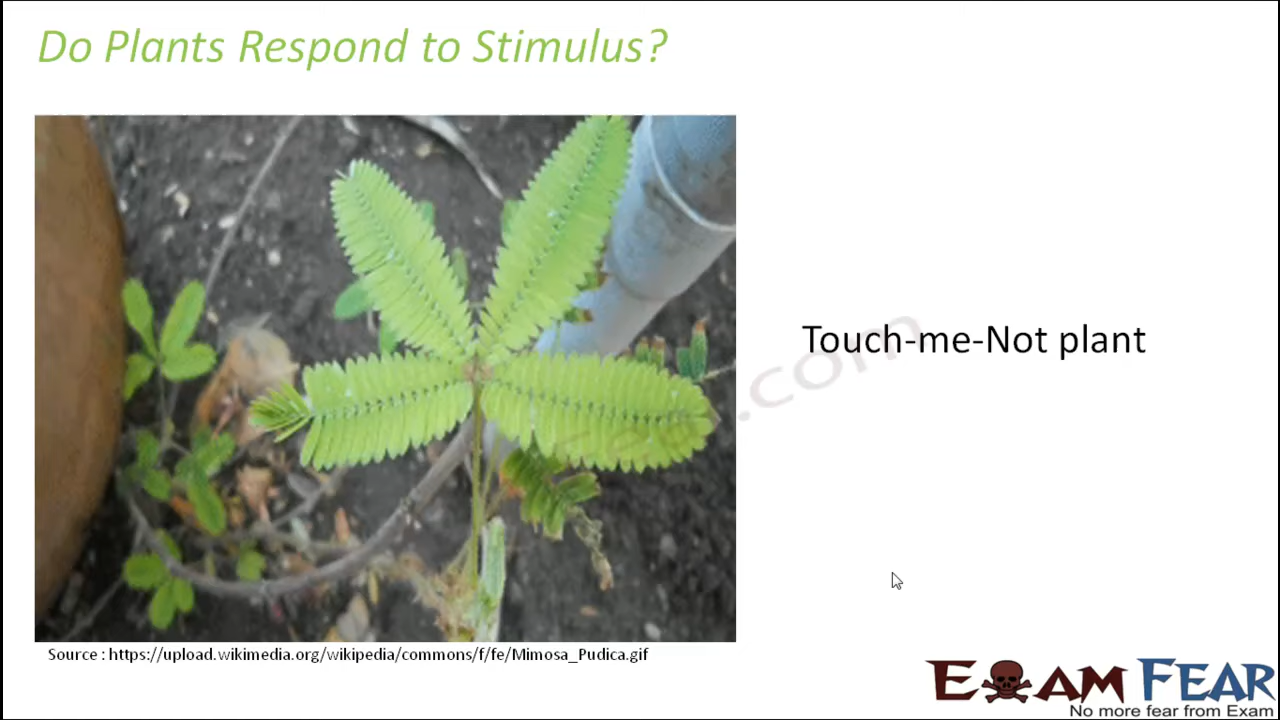 Do Plants Respond to Stimulus?
Touch-me-Not plant
.com
Source : https://upload.wikimedia.org/wikipedia/commons/f/fe/Mimosa_Pudica.gif
EXAM FEAR
No more fear from Exam